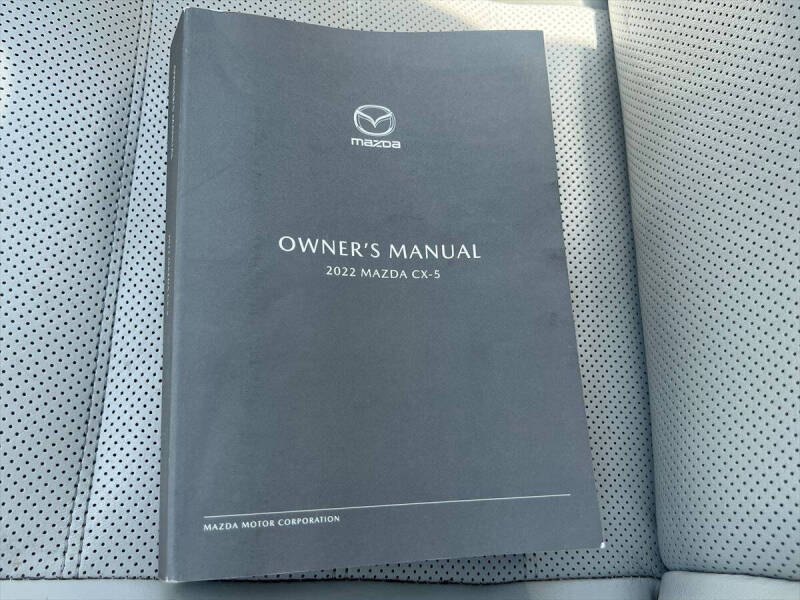 mazda
OWNER'S MANUAL
2022 MAZDA CX-5
MAZDA MOTOR CORPORATION